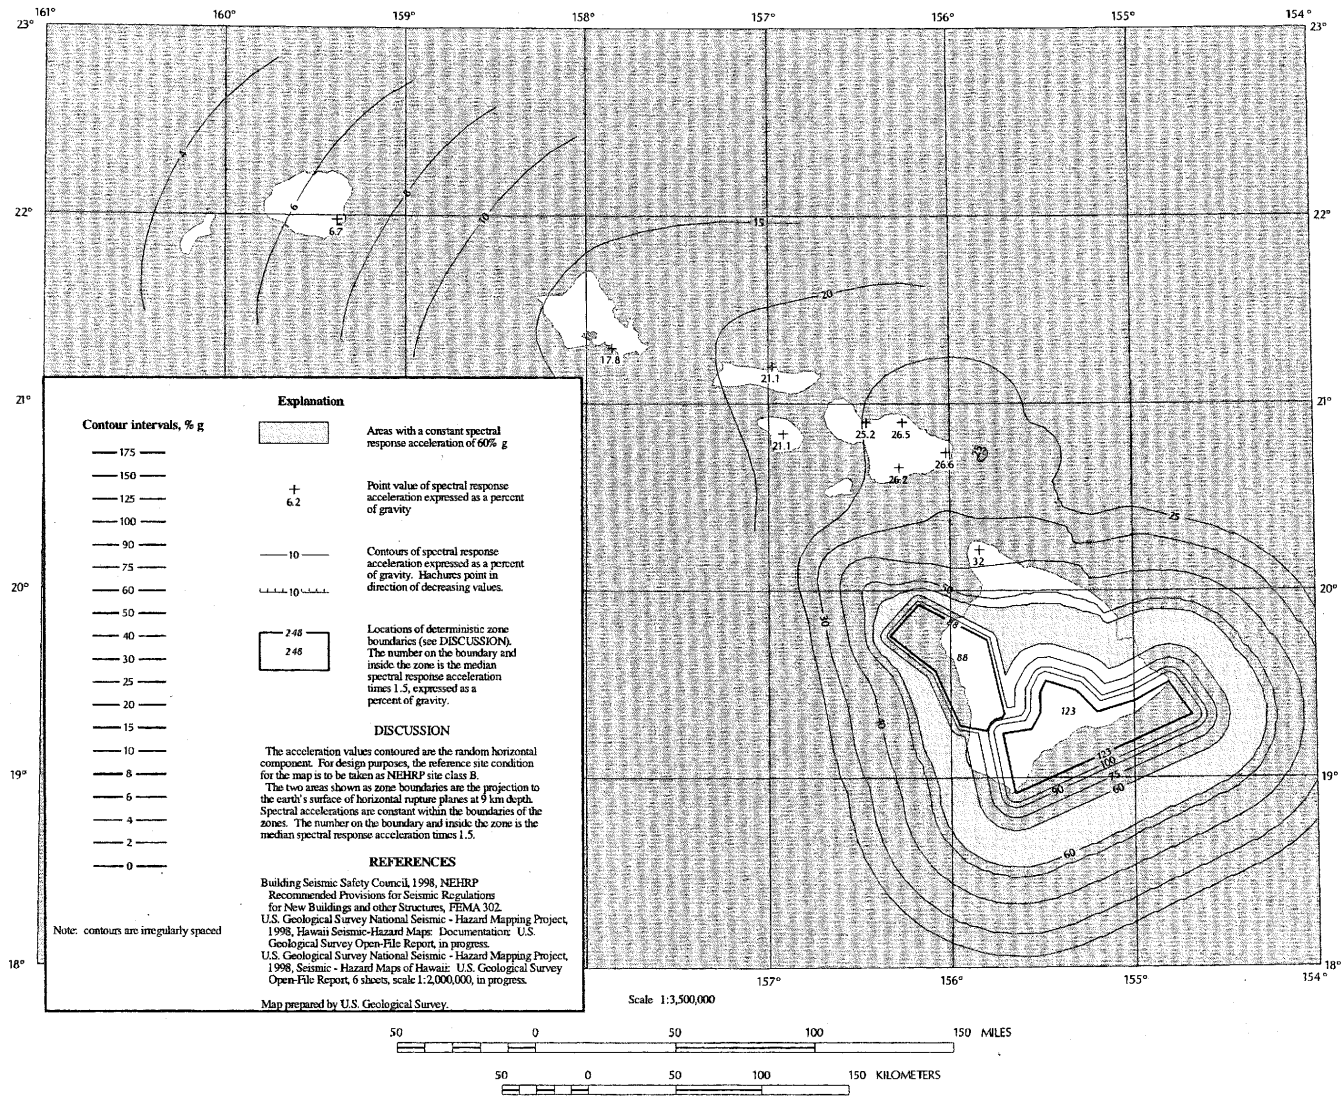 161° 160° 159° 158° 157° 156° 155° 154°
23° 23°
4
6
8
10
22° 22°
6.7
15
20
17.8
21.1
21° 21°
25.2 26.5
21.1
26.6
26.2
25
32
20° 20°
50
30
88
88
40
123
123
100
75
90 60
19° 19°
60
18° 18°
157° 156° 155° 154°
Explanation
Contour intervals, % g
175
150
125
100
90
75
60
50
40
30
25
20
15
10
8
6
4
2
0
Note: contours are irregularly spaced
Areas with a constant spectral
response acceleration of 60% g
6.2
Point value of spectral response
acceleration expressed as a percent
of gravity
10
Contours of spectral response
acceleration expressed as a percent
of gravity. Hachures point in
direction of decreasing values.
10
248
248
Locations of deterministic zone
boundaries (see DISCUSSION).
The number on the boundary and
inside the zone is the median
spectral response acceleration
times 1.5, expressed as a
percent of gravity.
DISCUSSION
The acceleration values contoured are the random horizontal
component. For design purposes, the reference site condition
for the map is to be taken as NEHRP site class B.
The two areas shown as zone boundaries are the projection to
the earth's surface of horizontal rupture planes at 9 km depth.
Spectral accelerations are constant within the boundaries of the
zones. The number on the boundary and inside the zone is the
median spectral response acceleration times 1.5.
REFERENCES
Building Seismic Safety Council, 1998, NEHRP
Recommended Provisions for Seismic Regulations
for New Buildings and other Structures, FEMA 302.
U.S. Geological Survey National Seismic - Hazard Mapping Project,
1998, Hawaii Seismic-Hazard Maps: Documentation: U.S.
Geological Survey Open-File Report, in progress.
U.S. Geological Survey National Seismic - Hazard Mapping Project,
1998, Seismic - Hazard Maps of Hawaii: U.S. Geological Survey
Open-File Report, 6 sheets, scale 1:2,000,000, in progress.
Map prepared by U.S. Geological Survey.
Scale 1:3,500,000
50 0 50 100 150 MILES
50 0 50 100 150 KILOMETERS